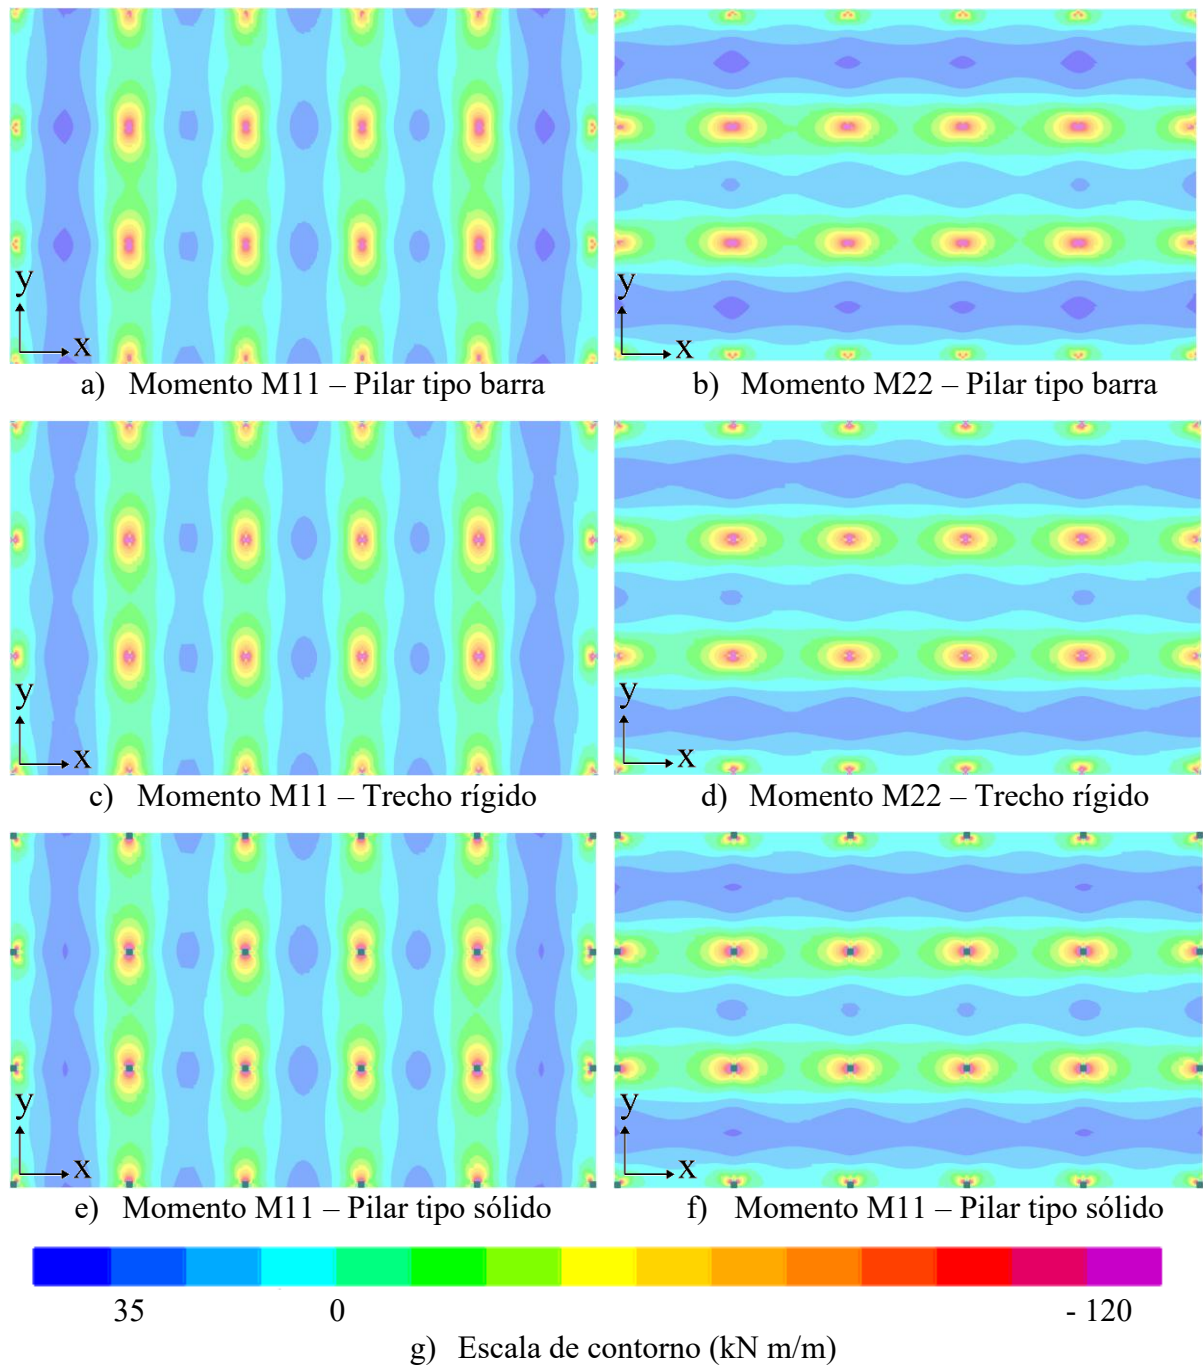 y
x
y
x
a) Momento M11 – Pilar tipo barra
b) Momento M22 – Pilar tipo barra
y
x
y
x
c) Momento M11 – Trecho rígido
d) Momento M22 – Trecho rígido
y
x
y
x
e) Momento M11 – Pilar tipo sólido
f) Momento M11 – Pilar tipo sólido
35 0 - 120
g) Escala de contorno (kN m/m)